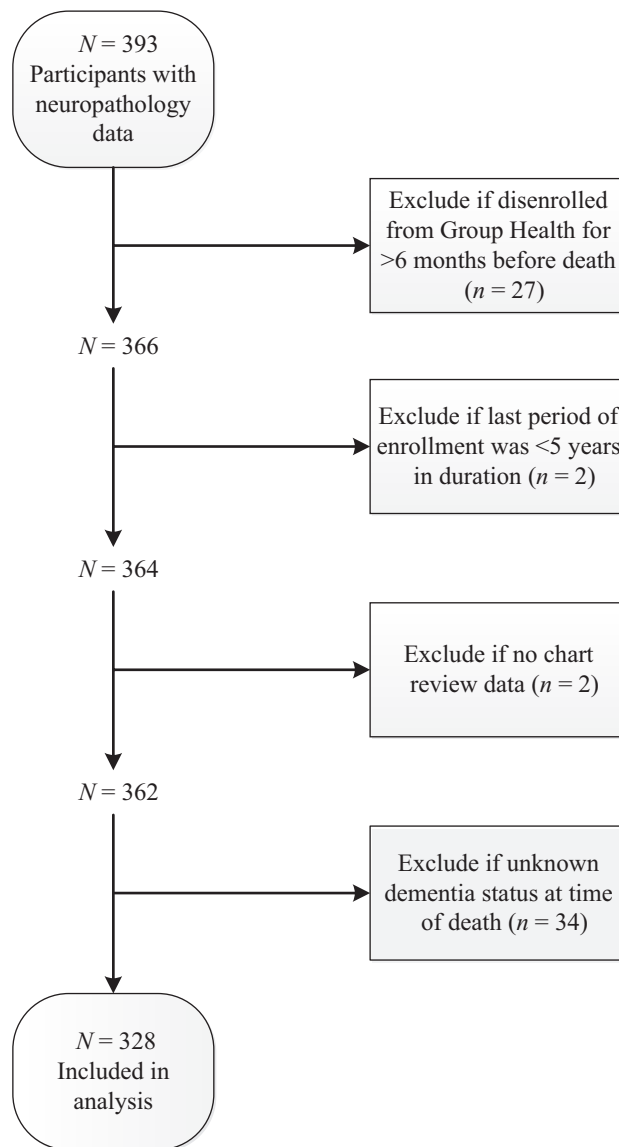 N = 393
Participants with
neuropathology
data
Exclude if disenrolled
from Group Health for
>6 months before death
(n = 27)
N = 366
Exclude if last period of
enrollment was <5 years
in duration (n = 2)
N = 364
Exclude if no chart
review data (n = 2)
N = 362
Exclude if unknown
dementia status at time
of death (n = 34)
N = 328
Included in
analysis